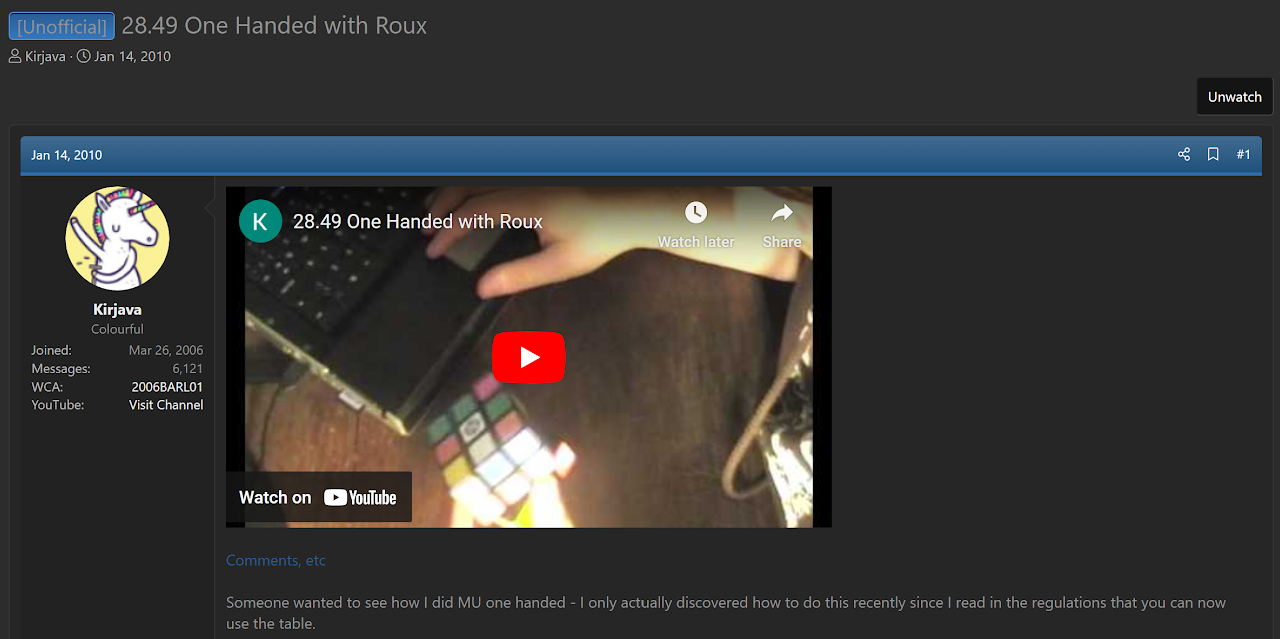 [Unofficial] 28.49 One Handed with Roux
Kirjava · Jan 14, 2010
Unwatch
Jan 14, 2010
#1
K
28.49 One Handed with Roux
Watch later
Share
Kirjava
Colourful
Joined: Mar 26, 2006
Messages: 6,121
WCA: 2006BARL01
YouTube: Visit Channel
Watch on YouTube
Comments, etc
Someone wanted to see how I did MU one handed - I only actually discovered how to do this recently since I read in the regulations that you can now
use the table.